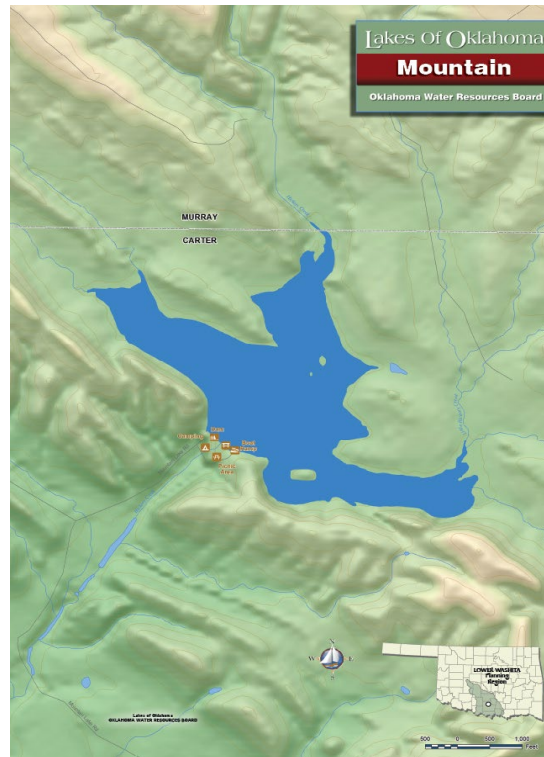 Lakes Of Oklahoma
Mountain
Oklahoma Water Resources Board
MURRAY
CARTER
Camping
Boat
Ramp
N
W
E
S
LOWER WASHITA
Planning
Region
Lakes of Oklahoma
OKLAHOMA WATER RESOURCES BOARD
500
0
500
1,000
Feet